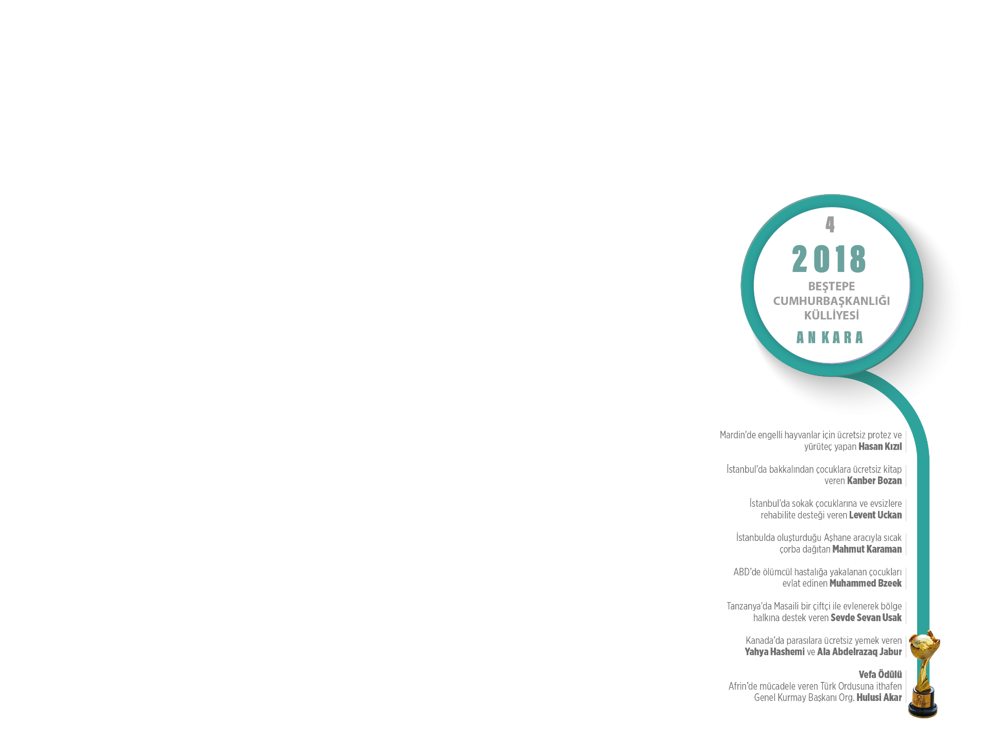 4
2018
BEŞTEPE
CUMHURBAŞKANLIĞI
KÜLLİYESİ
ANKARA
Mardin’de engelli hayvanlar için ücretsiz protez ve
yürüteç yapan Hasan Kızıl
İstanbul’da bakkalından çocuklara ücretsiz kitap
veren Kanber Bozan
İstanbul’da sokak çocuklarına ve evsizlere
rehabilite desteği veren Levent Uckan
İstanbulda oluşturduğu Aşhane aracıyla sıcak
çorba dağıtan Mahmut Karaman
ABD’de ölümcül hastalığa yakalanan çocukları
evlat edinen Muhammed Bzeek
Tanzanya’da Masaili bir çiftçi ile evlenerek bölge
halkına destek veren Sevde Sevan Usak
Kanada’da parasılara ücretsiz yemek veren
Yahya Hashemi ve Ala Abdelrazaq Jabur
Vefa Ödülü
Afrin’de mücadele veren Türk Ordusuna ithafen
Genel Kurmay Başkanı Org. Hulusi Akar